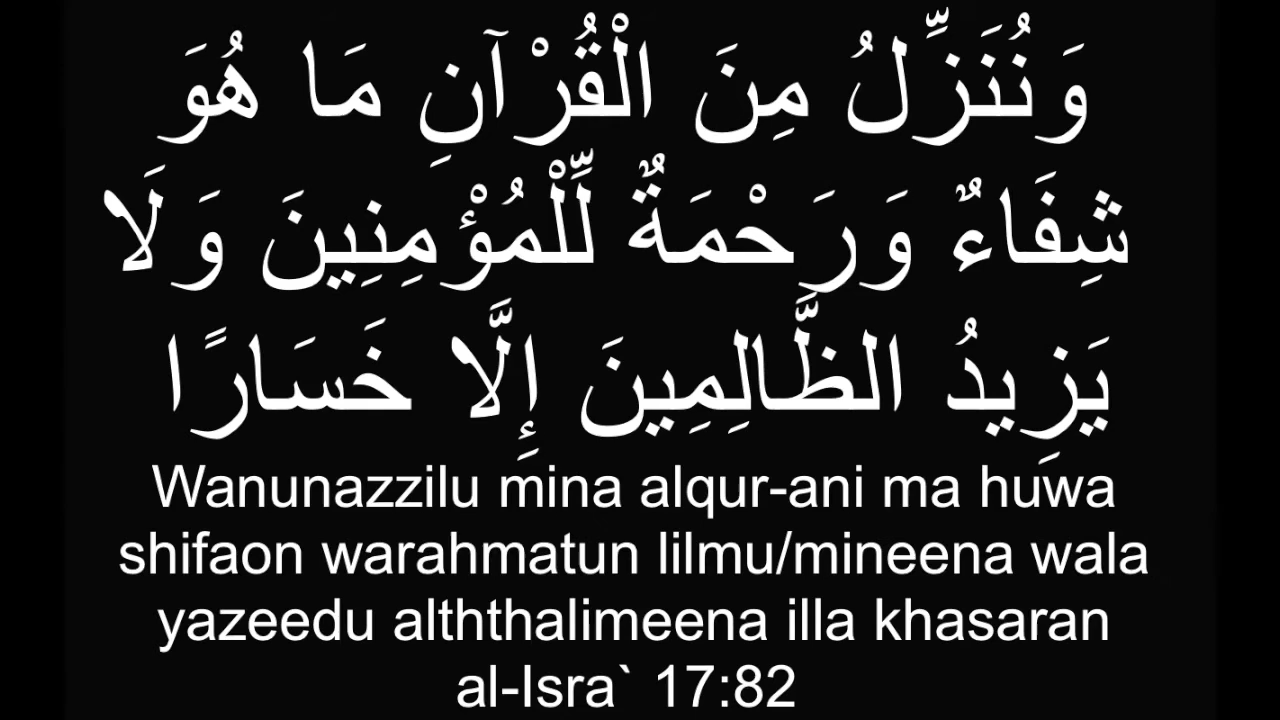 وَنُنَزِّلُ مِنَ الْقُرْآنِ مَا هُوَ
شِفَاءٌ وَرَحْمَةٌ لِّلْمُؤْمِنِينَ وَلَا
يَزِيدُ الظَّالِمِينَ إِلَّا خَسَارًا
Wanunazzilu mina alqur-ani ma huwa
shifaon warahmatun lilmu/mineena wala
yazeedu alththalimeena illa khasaran
al-Isra` 17:82